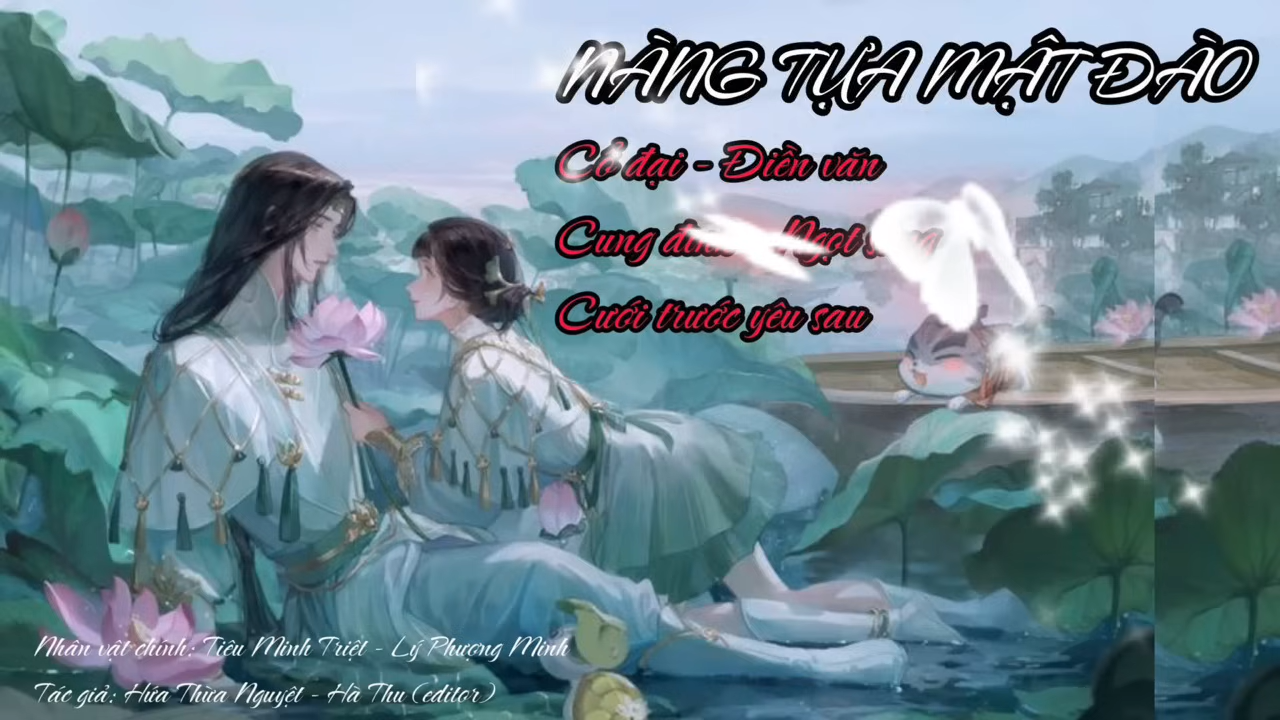 NÀNG TỰA MẬT ĐÀO
Cổ đại - Điền văn
Cung Ngọt
Cưới trước yêu sau
Nhân vật chính: Tiêu Minh Triệt - Lý Phượng Minh
Tác giả: Hứa Thừa Nguyệt - Hà Thu (editor)